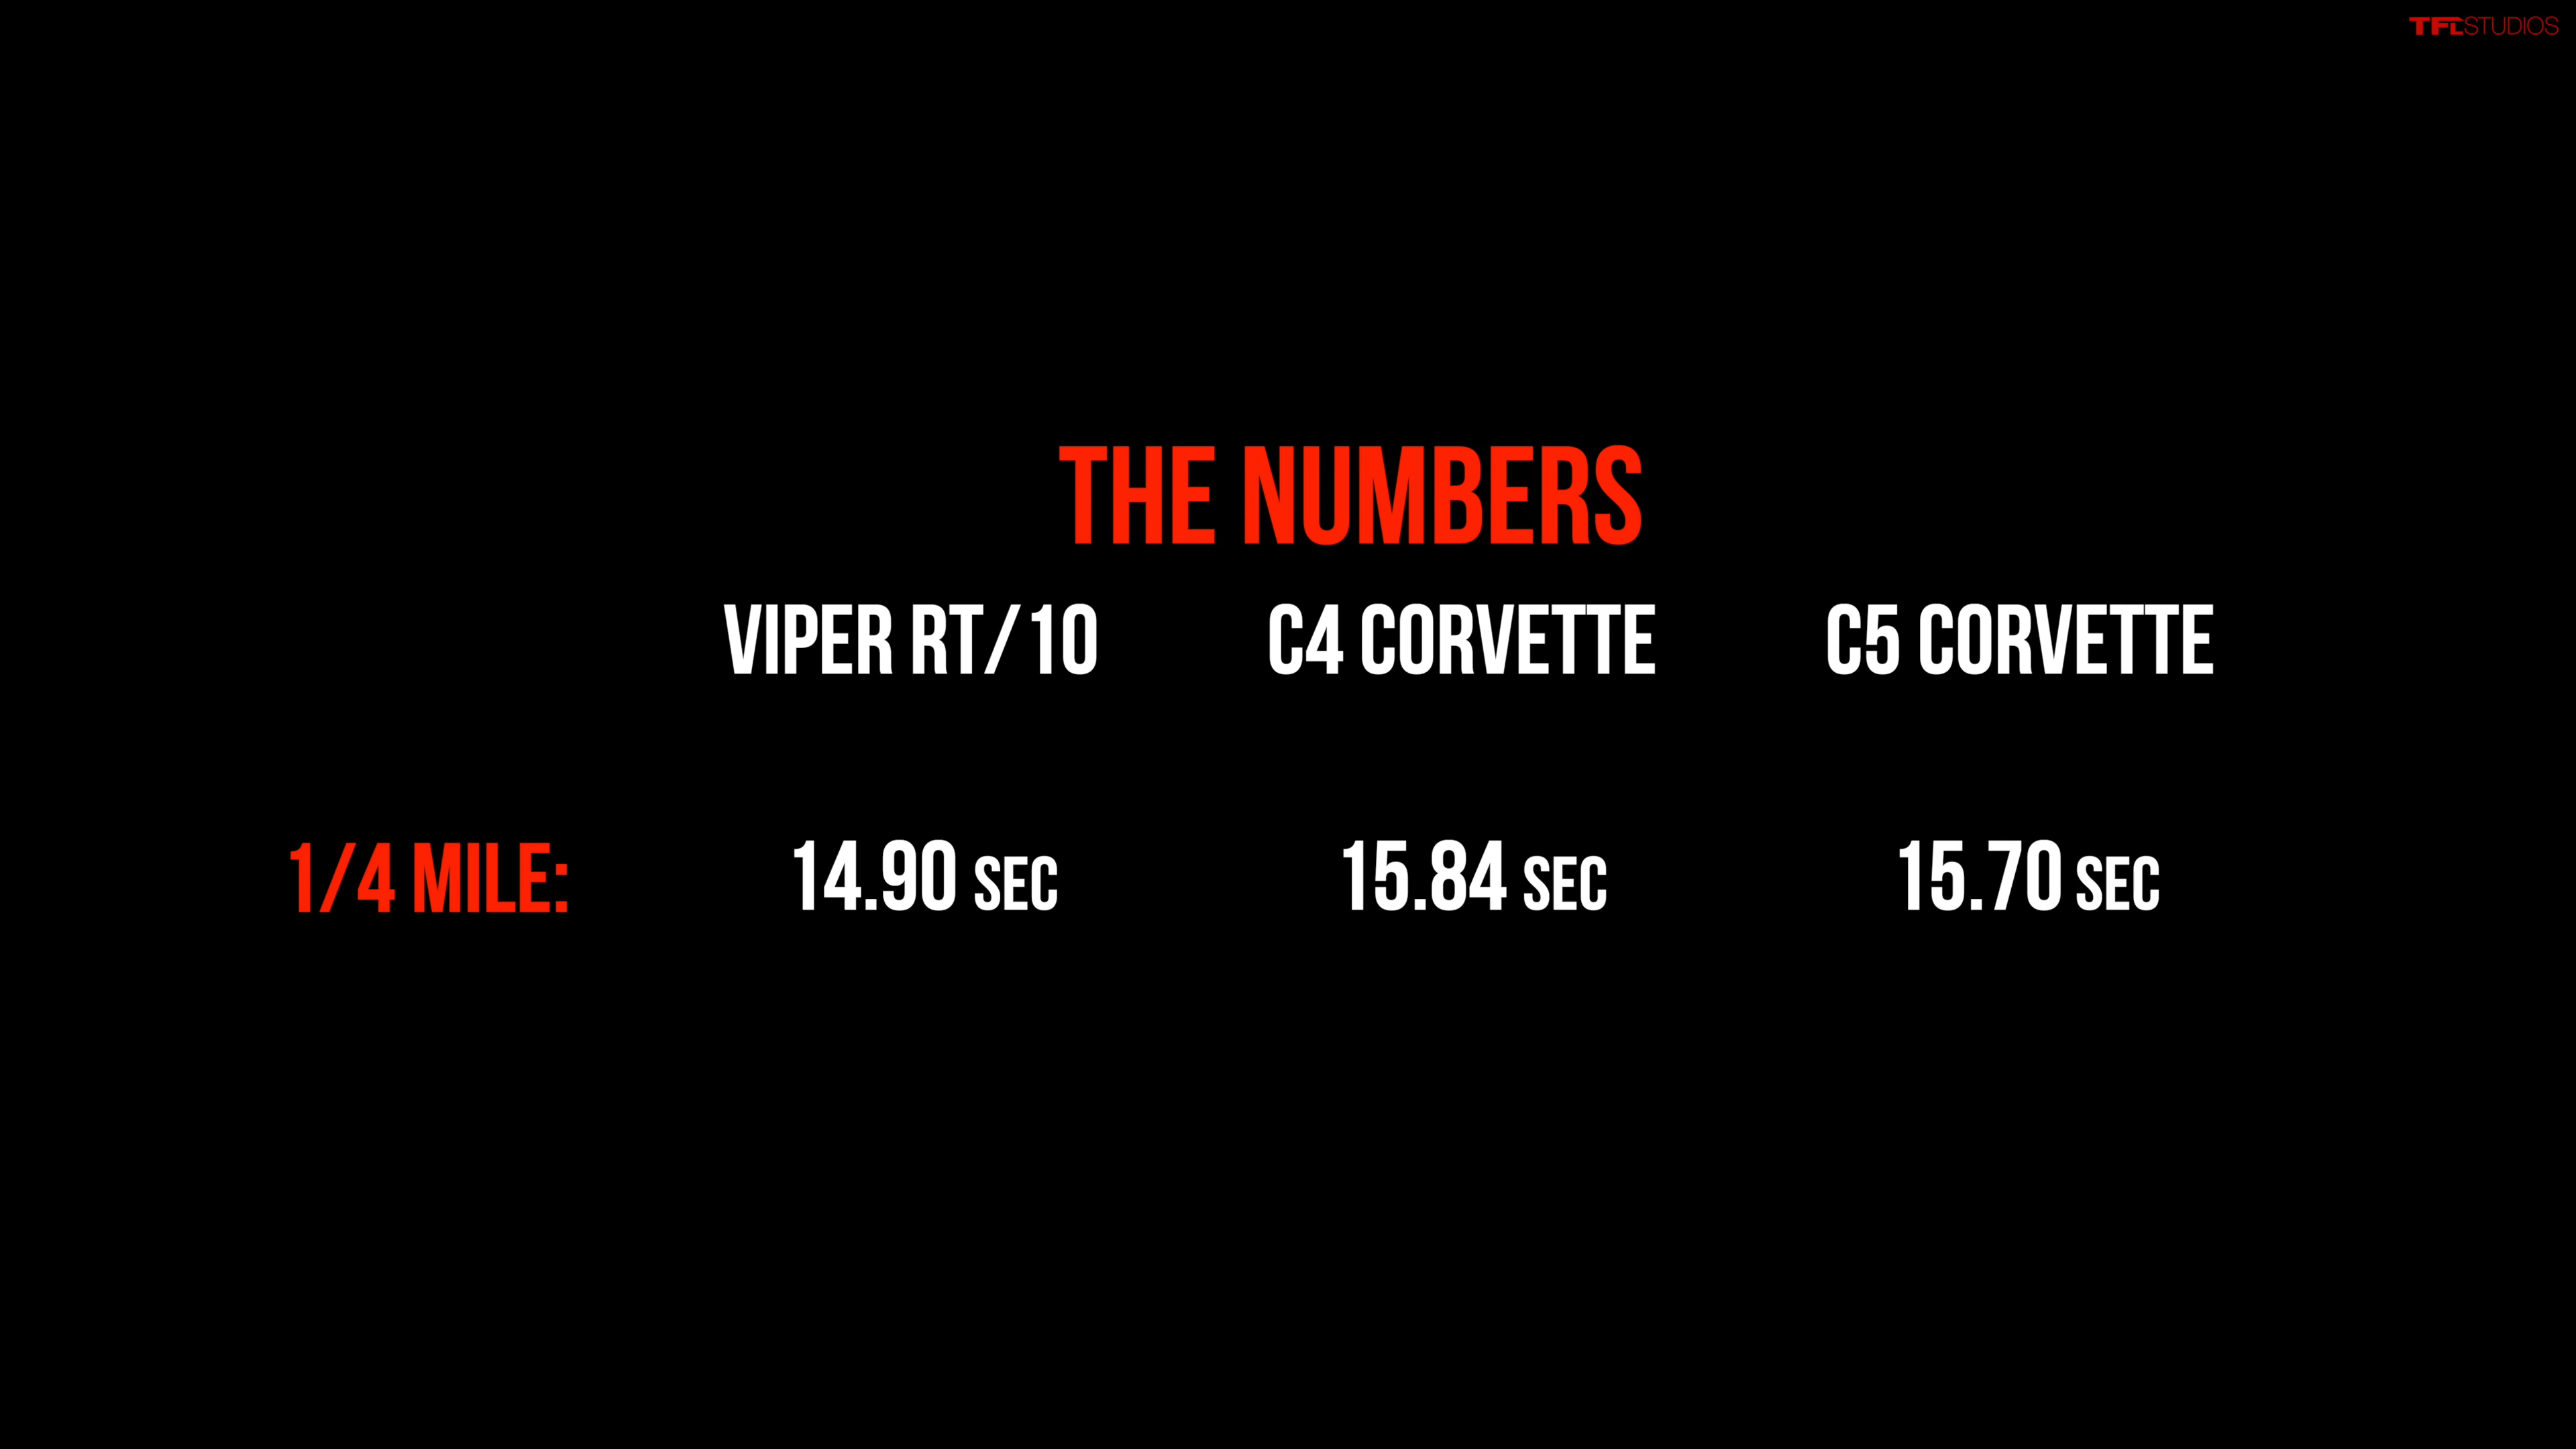 TFLSTUDIOS
THE NUMBERS
VIPER RT/10 C4 CORVETTE C5 CORVETTE
1/4 MILE: 14.90 SEC 15.84 SEC 15.70 SEC